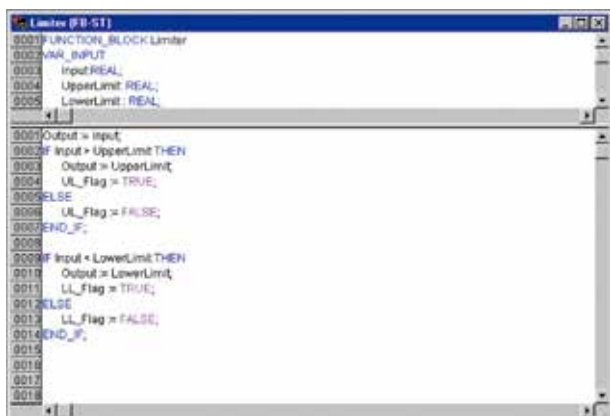 Limiter (FB-ST)
0001 FUNCTION_BLOCK Limiter
0002 VAR_INPUT
0003 Input:REAL;
0004 UpperLimit: REAL;
0005 LowerLimit : REAL;
0001 Output := input;
0002 IF Input > UpperLimit THEN
0003 Output := UpperLimit;
0004 UL_Flag := TRUE;
0005 ELSE
0006 UL_Flag := FALSE;
0007 END_IF;
0008
0009 IF Input < LowerLimit THEN
0010 Output := LowerLimit;
0011 LL_Flag := TRUE;
0012 ELSE
0013 LL_Flag := FALSE;
0014 END_IF;
0015
0016
0017
0018